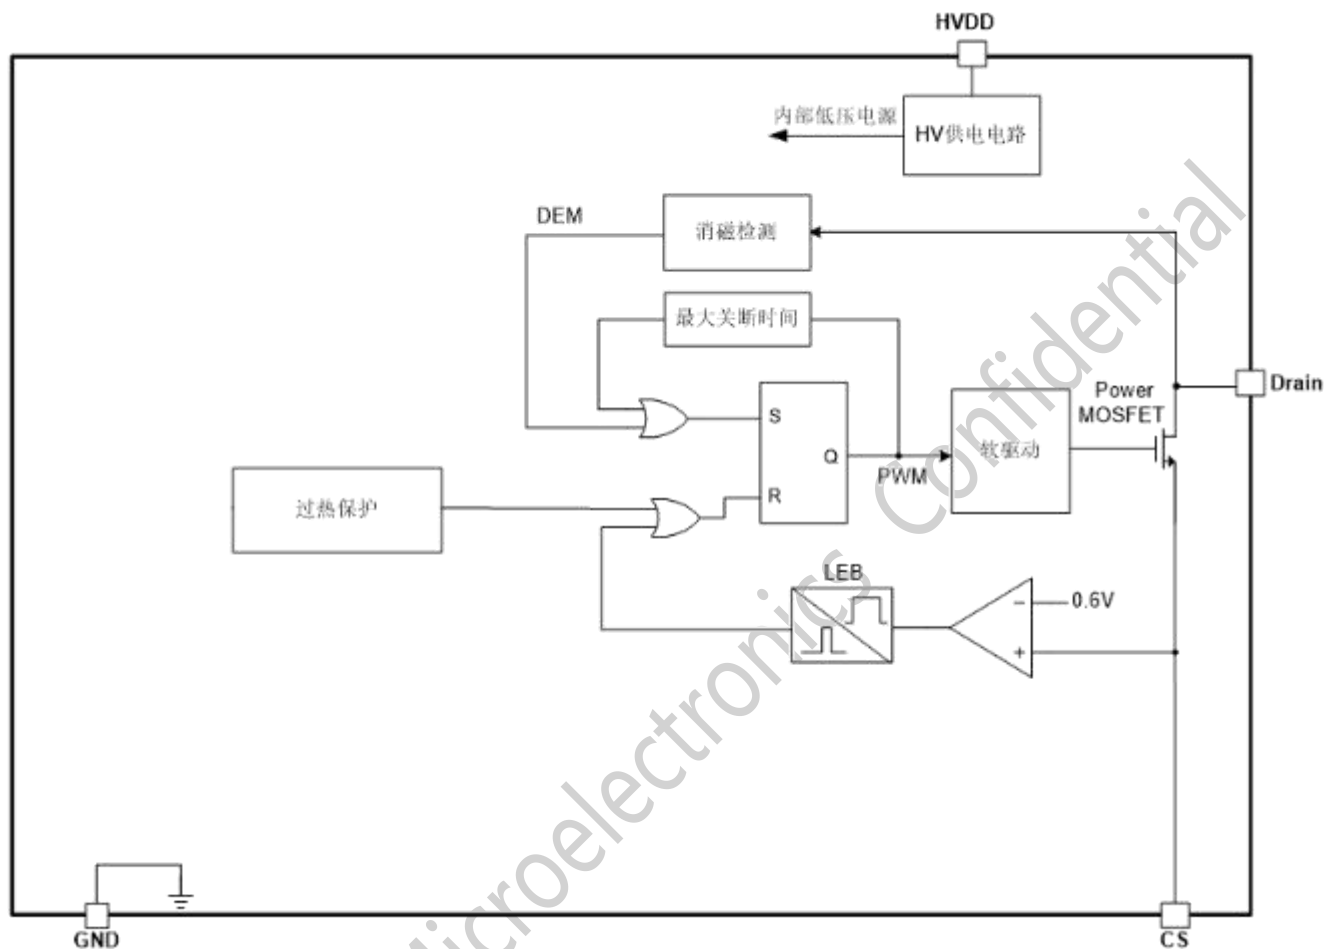 HVDD
内部低压电源
HV供电电路
DEM
消磁检测
最大关断时间
Power
MOSFET
Drain
S
Q
R
PWM
软驱动
过热保护
LEB
0.6V
−
+
GND
CS
Microelectronics Confidential